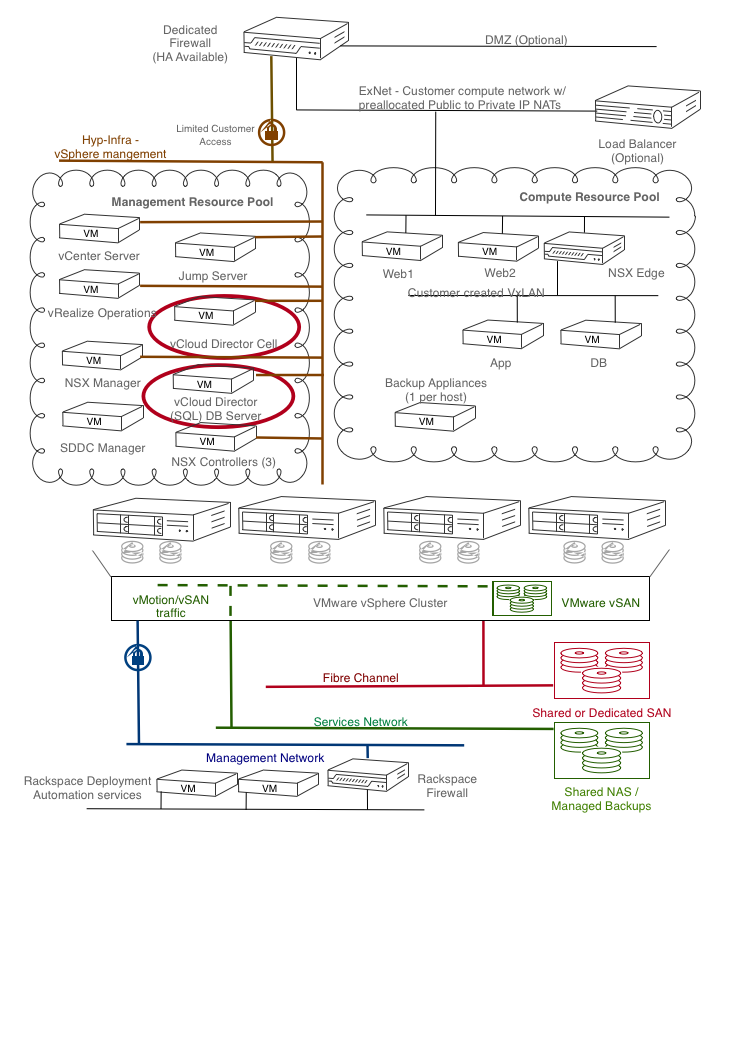 Dedicated
Firewall
(HA Available)
DMZ (Optional)
ExNet - Customer compute network w/
preallocated Public to Private IP NATs
Limited Customer
Access
Load Balancer
(Optional)
Hyp-Infra -
vSphere mangement
Management Resource Pool
Compute Resource Pool
VM
vCenter Server
VM
Jump Server
VM
Web1
VM
Web2
NSX Edge
VM
vRealize Operations
VM
vCloud Director Cell
Customer created VxLAN
VM
App
VM
DB
VM
NSX Manager
VM
vCloud Director
(SQL) DB Server
Backup Appliances
(1 per host)
VM
VM
SDDC Manager
VM
NSX Controllers (3)
vMotion/vSAN
traffic
VMware vSphere Cluster
VMware vSAN
Fibre Channel
Shared or Dedicated SAN
Services Network
Management Network
Rackspace Deployment
Automation services
VM
VM
Rackspace
Firewall
Shared NAS /
Managed Backups